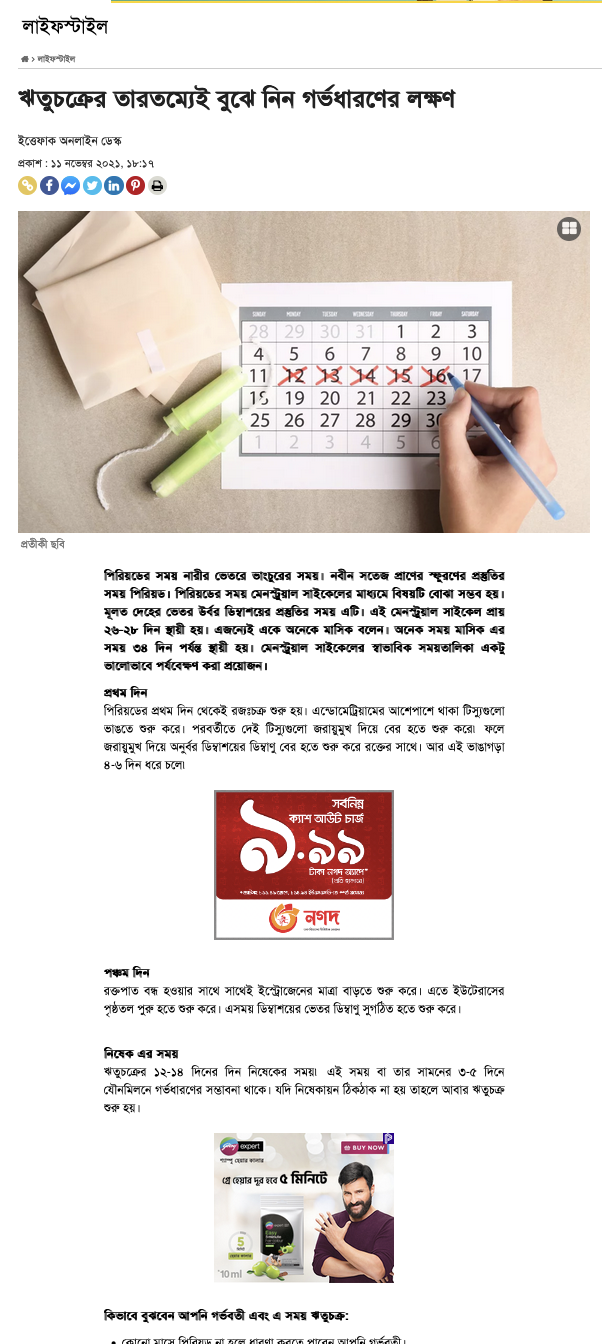 লাইফস্টাইল
› লাইফস্টাইল
ঋতুচক্রের তারতম্যেই বুঝে নিন গর্ভধারণের লক্ষণ
ইত্তেফাক অনলাইন ডেস্ক
প্রকাশ : ১১ নভেম্বর ২০২১, ১৮:১৭
SUNDAY MONDAY TUESDAY WEDNESDAY THURSDAY FRIDAY SATURDAY
28 29 30 31 1 2 3
4 5 6 7 8 9 10
11 12 13 14 15 16 17
18 19 20 21 22 23
25 26 27 28 29 30
1 2 3 4 5 6
প্রতীকী ছবি
পিরিয়ডের সময় নারীর ভেতরে ভাংচুরের সময়। নবীন সতেজ প্রাণের স্ফুরণের প্রস্তুতির
সময় পিরিয়ড। পিরিয়ডের সময় মেনস্ট্রুয়াল সাইকেলের মাধ্যমে বিষয়টি বোঝা সম্ভব হয়।
মূলত দেহের ভেতর উর্বর ডিম্বাশয়ের প্রস্তুতির সময় এটি। এই মেনস্ট্রুয়াল সাইকেল প্রায়
২৬-২৮ দিন স্থায়ী হয়। এজন্যেই একে অনেকে মাসিক বলেন। অনেক সময় মাসিক এর
সময় ৩৪ দিন পর্যন্ত স্থায়ী হয়। মেনস্ট্রুয়াল সাইকেলের স্বাভাবিক সময়তালিকা একটু
ভালোভাবে পর্যবেক্ষণ করা প্রয়োজন।
প্রথম দিন
পিরিয়ডের প্রথম দিন থেকেই রজঃচক্র শুরু হয়। এন্ডোমেট্রিয়ামের আশেপাশে থাকা টিস্যুগুলো
ভাঙতে শুরু করে। পরবর্তীতে দেই টিস্যুগুলো জরায়ুমুখ দিয়ে বের হতে শুরু করে৷ ফলে
জরায়ুমুখ দিয়ে অনুর্বর ডিম্বাশয়ের ডিম্বাণু বের হতে শুরু করে রক্তের সাথে। আর এই ভাঙাগড়া
৪-৬ দিন ধরে চলে৷
সর্বনিম্ন
ক্যাশ আউট চার্জ
৯.৯৯
টাকা নগদ অ্যাপে*
নগদ
পঞ্চম দিন
রক্তপাত বন্ধ হওয়ার সাথে সাথেই ইস্ট্রোজেনের মাত্রা বাড়তে শুরু করে। এতে ইউটেরাসের
পৃষ্ঠতল পুরু হতে শুরু করে। এসময় ডিম্বাশয়ের ভেতর ডিম্বাণু সুগঠিত হতে শুরু করে।
নিষেক এর সময়
ঋতুচক্রের ১২-১৪ দিনের দিন নিষেকের সময়৷ এই সময় বা তার সামনের ৩-৫ দিনে
যৌনমিলনে গর্ভধারণের সম্ভাবনা থাকে। যদি নিষেকায়ন ঠিকঠাক না হয় তাহলে আবার ঋতুচক্র
শুরু হয়।
expert
BUY NOW
শ্যাম্পু হেয়ার কালার
গ্রে হেয়ার দূর হবে ৫ মিনিটে
5
10 ml
কিভাবে বুঝবেন আপনি গর্ভবতী এবং এ সময় ঋতুচক্র:
কোনো মাসে পিরিয়ড না হলে ধারণা করতে পারেন আপনি গর্ভবতী।